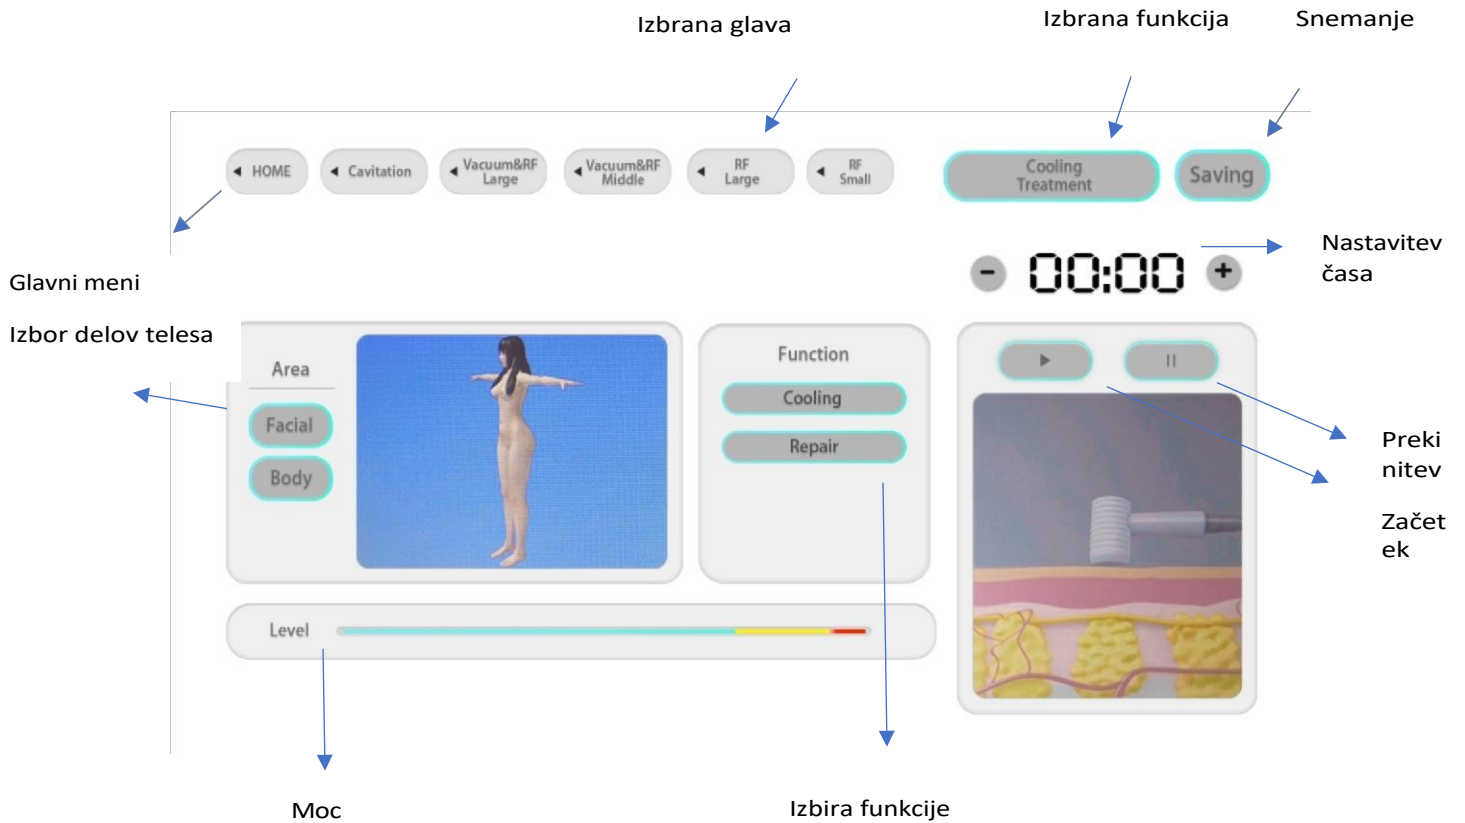 Izbrana glava
Izbrana funkcija
Snemanje
HOME
Cavitation
Vacuum&RF
Large
Vacuum&RF
Middle
RF
Large
RF
Small
Cooling
Treatment
Saving
Nastavitev
časa
- 00:00 +
Glavni meni
Izbor delov telesa
Area
Facial
Body
Function
Cooling
Repair
Preki
nitev
Začet
ek
Level
Moc
Izbira funkcije